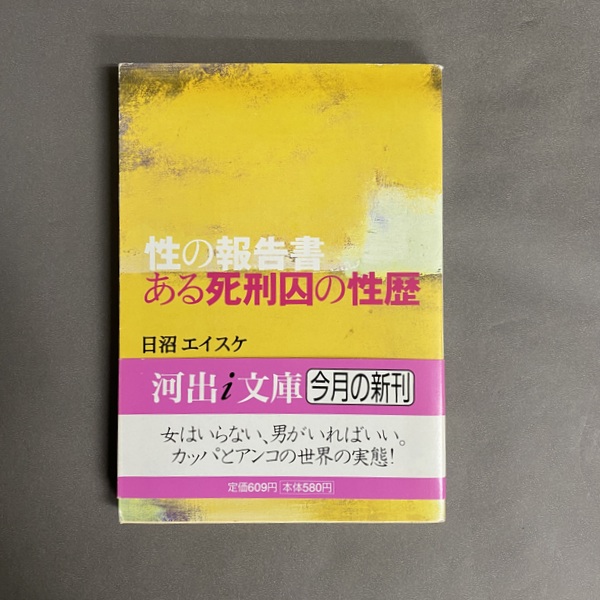 性の報告書
ある死刑囚の性歴
日沼エイスケ
河出i文庫 今月の新刊
女はいらない、男がいればいい。
カッパとアンコの世界の実態!
定価609円 本体580円